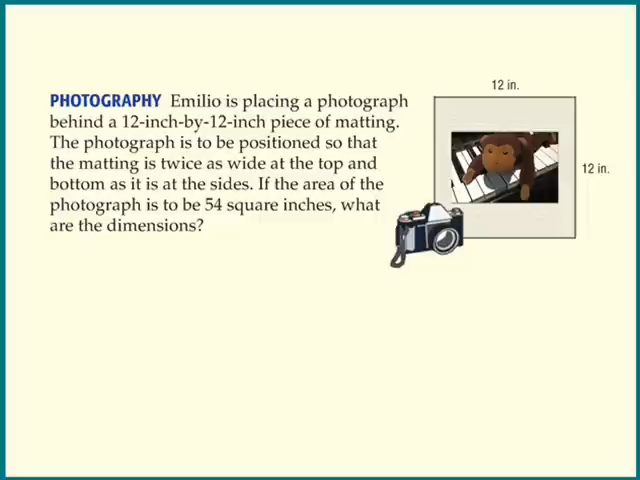 12 in.
PHOTOGRAPHY Emilio is placing a photograph
behind a 12-inch-by-12-inch piece of matting.
The photograph is to be positioned so that
the matting is twice as wide at the top and
bottom as it is at the sides. If the area of the
photograph is to be 54 square inches, what
are the dimensions?
12 in.